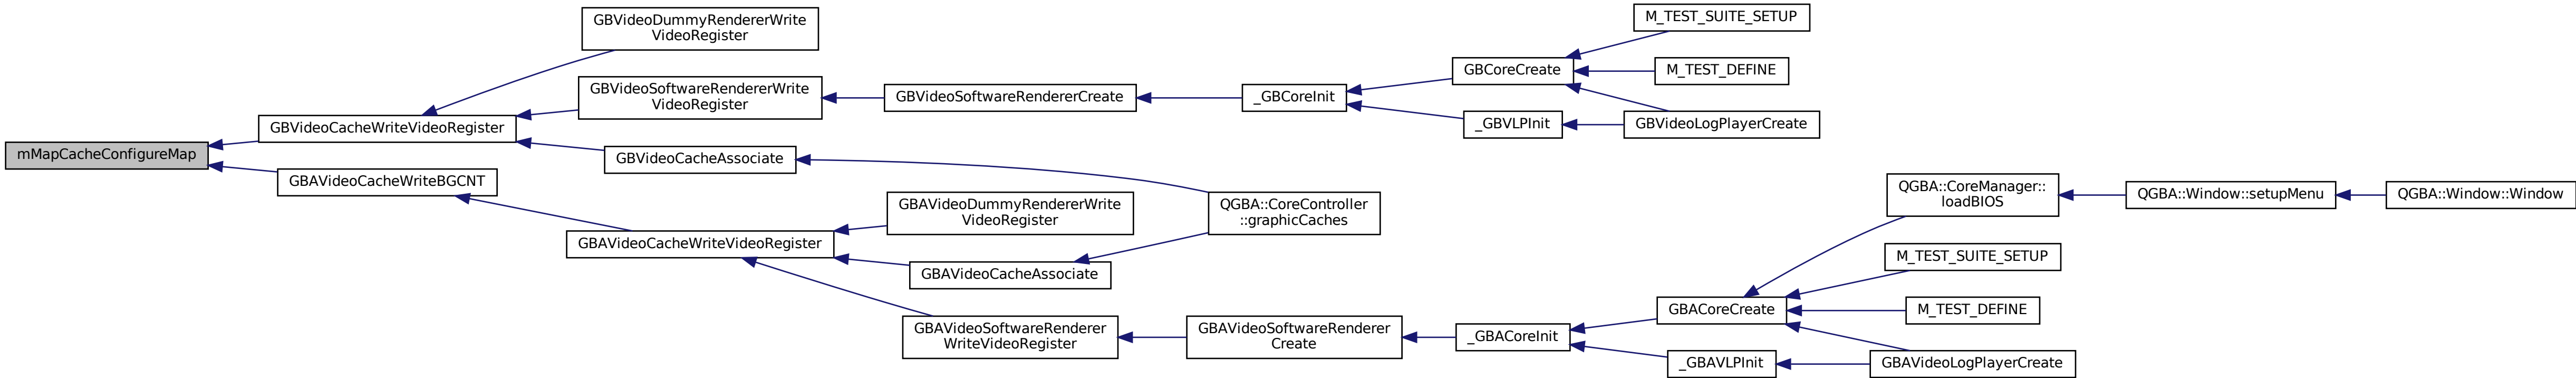 mMapCacheConfigureMap
GBVideoCacheWriteVideoRegister
GBAVideoCacheWriteBGCNT
GBVideoDummyRendererWrite
VideoRegister
GBVideoSoftwareRendererWrite
VideoRegister
GBVideoCacheAssociate
GBAVideoCacheWriteVideoRegister
GBVideoSoftwareRendererCreate
GBAVideoDummyRendererWrite
VideoRegister
GBAVideoCacheAssociate
GBAVideoSoftwareRenderer
WriteVideoRegister
_GBCoreInit
QGBA::CoreController
::graphicCaches
GBAVideoSoftwareRenderer
Create
GBCoreCreate
_GBVLPInit
_GBACoreInit
M_TEST_SUITE_SETUP
M_TEST_DEFINE
GBVideoLogPlayerCreate
GBACoreCreate
_GBAVLPInit
QGBA::CoreManager::
loadBIOS
M_TEST_SUITE_SETUP
M_TEST_DEFINE
GBAVideoLogPlayerCreate
QGBA::Window::setupMenu
QGBA::Window::Window